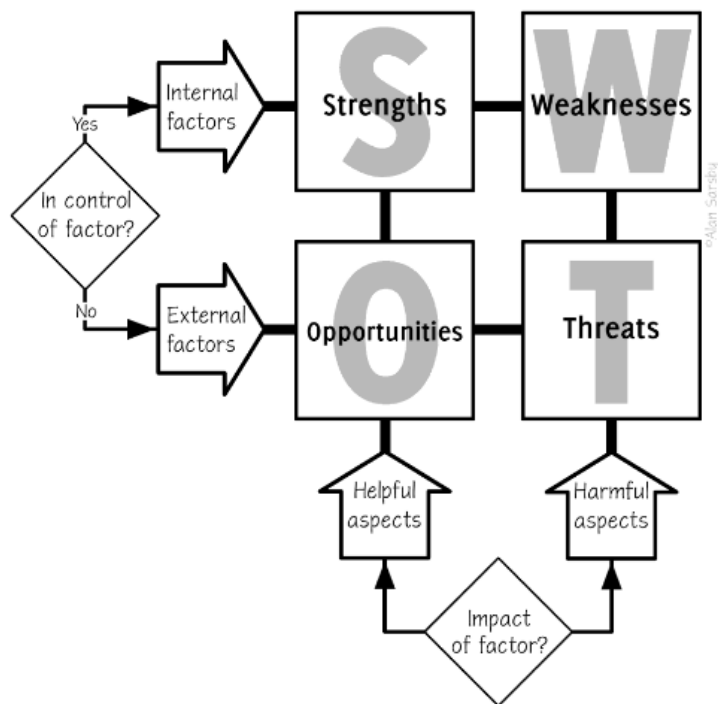 Internal
factors
S
Strengths
W
Weaknesses
Yes
In control
of factor?
No
External
factors
O
Opportunities
T
Threats
©Alan Sarsby
Helpful
aspects
Harmful
aspects
Impact
of factor?